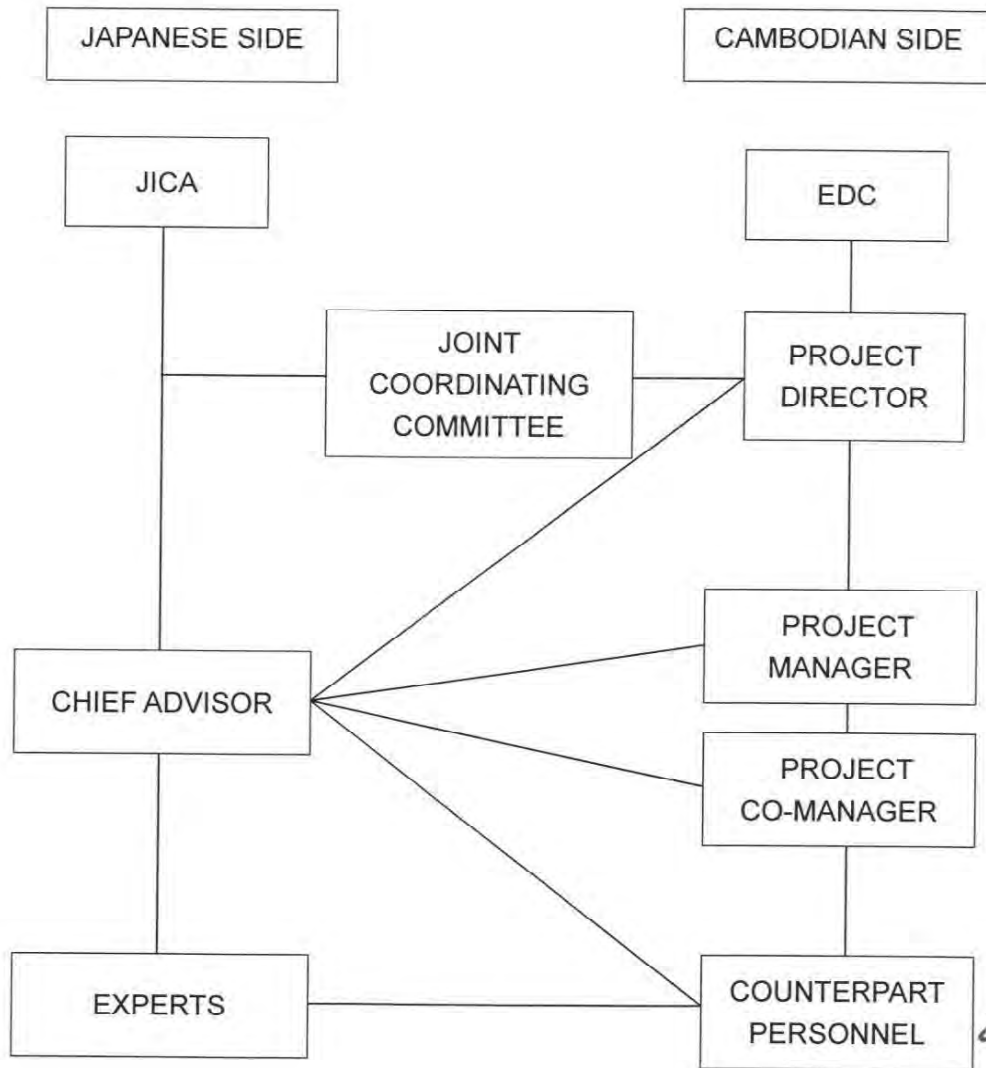 JAPANESE SIDE
CAMBODIAN SIDE
JICA
EDC
JOINT
COORDINATING
COMMITTEE
PROJECT
DIRECTOR
PROJECT
MANAGER
CHIEF ADVISOR
PROJECT
CO-MANAGER
EXPERTS
COUNTERPART
PERSONNEL